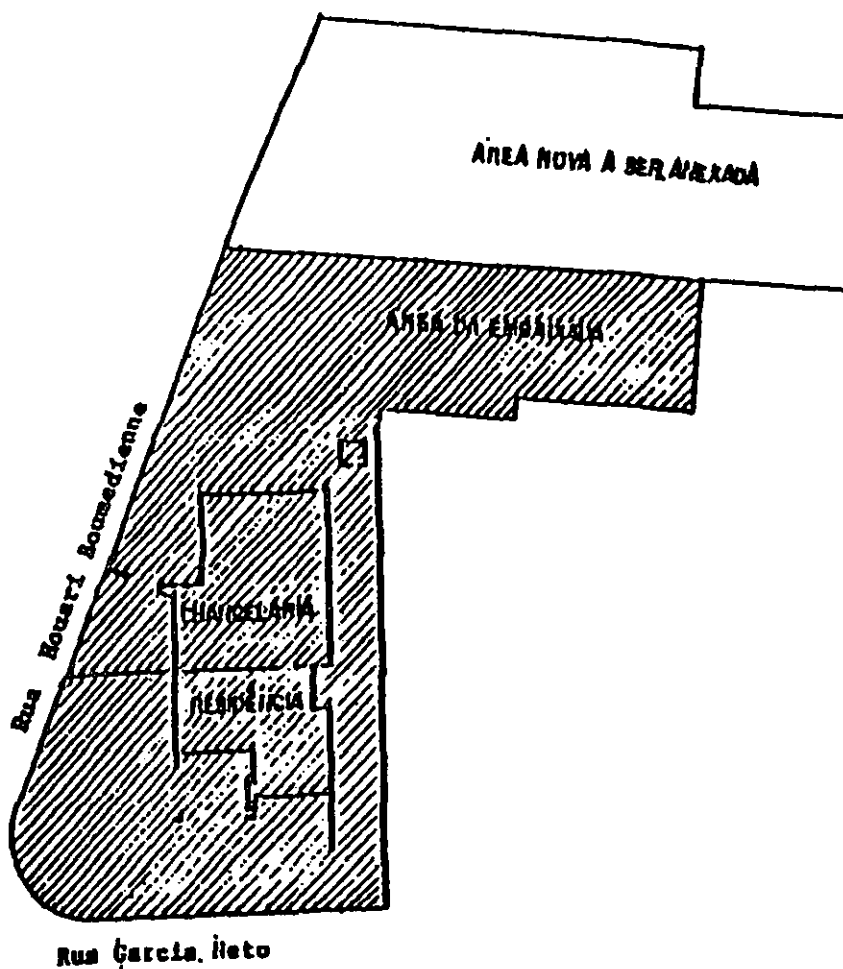 ÁREA NOVA A SER ANEXADA
ÁREA DA EMBAIXADA
Rua Houari Boumedienne
CHANCELARIA
RESIDÊNCIA
Rua Garcia Neto